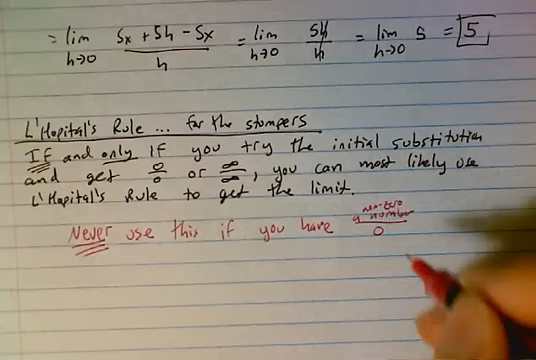 = lim h→0 5x + 5h - 5x / h = lim h→0 5h / h = lim h→0 5 = 5
L'Hopital's Rule ... for the stompers
If and only if you try the initial substitution
and get 0/0 or ∞/∞, you can most likely use
L'Hopital's Rule to get the limit.
Never use this if you have a non-zero number / 0